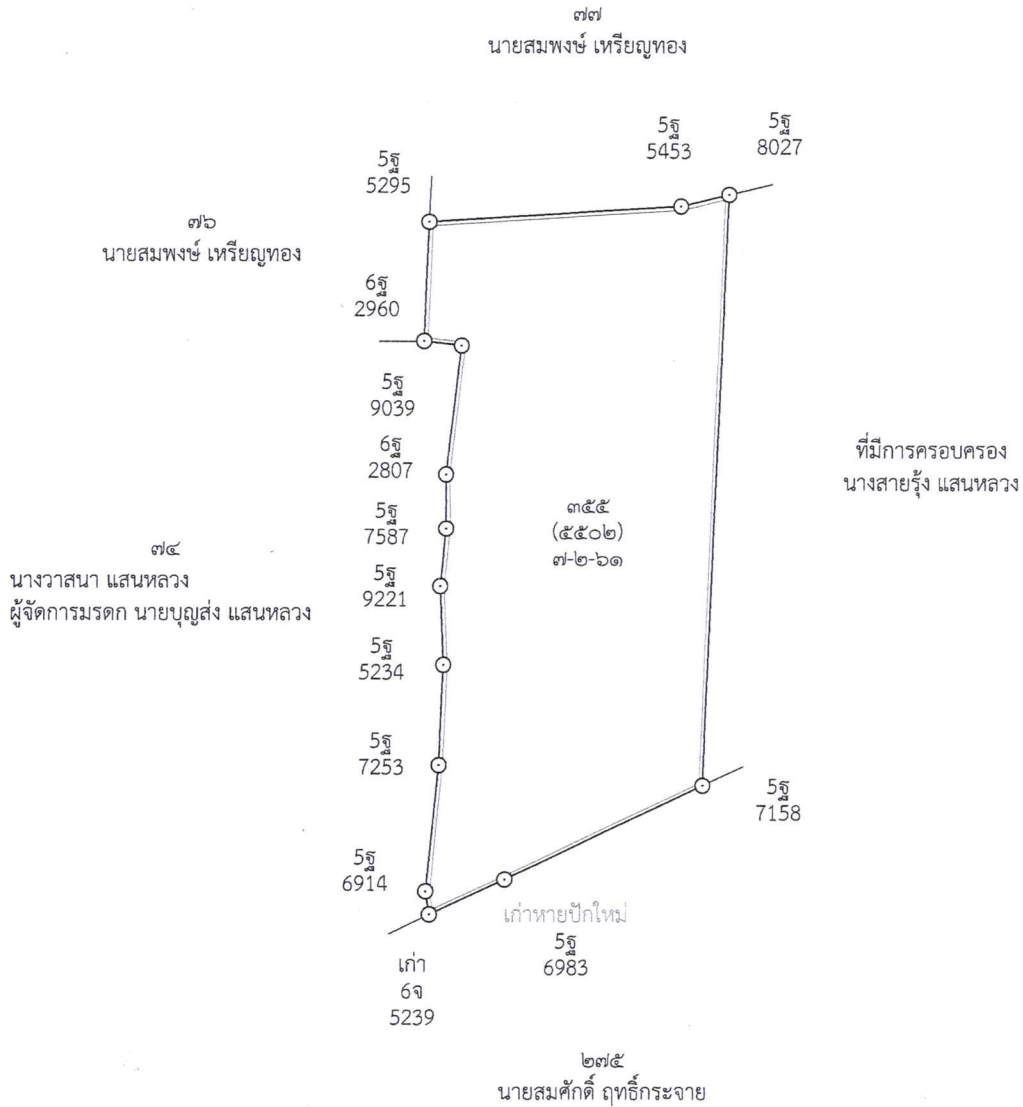 ๗๗
นายสมพงษ์ เหรียญทอง
5ฐ
5453
5ฐ
8027
5ฐ
5295
๗๖
นายสมพงษ์ เหรียญทอง
6ฐ
2960
5ฐ
9039
6ฐ
2807
ที่มีการครอบครอง
นางสายรุ้ง แสนหลวง
5ฐ
7587
๓๕๕
(๕๕๐๒)
๗-๒-๖๑
๗๔
นางวาสนา แสนหลวง
ผู้จัดการมรดก นายบุญส่ง แสนหลวง
5ฐ
9221
5ฐ
5234
5ฐ
7253
5ฐ
7158
5ฐ
6914
เก่าหายปักใหม่
5ฐ
6983
เก่า
6จ
5239
๒๗๕
นายสมศักดิ์ ฤทธิ์กระจาย